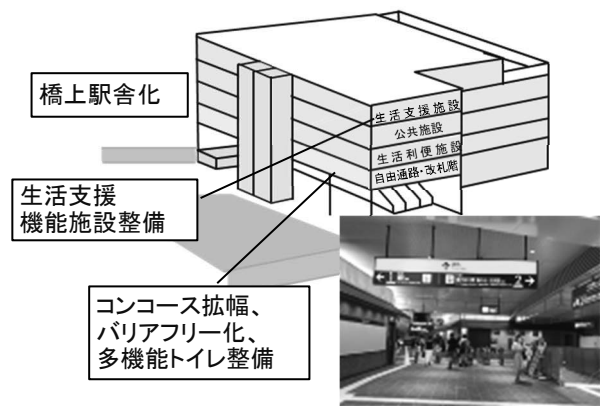 橋上駅舎化
生活支援施設
公共施設
生活利便施設
自由通路・改札階
生活支援
機能施設整備
コンコース拡幅、
バリアフリー化、
多機能トイレ整備
← 1
2 →